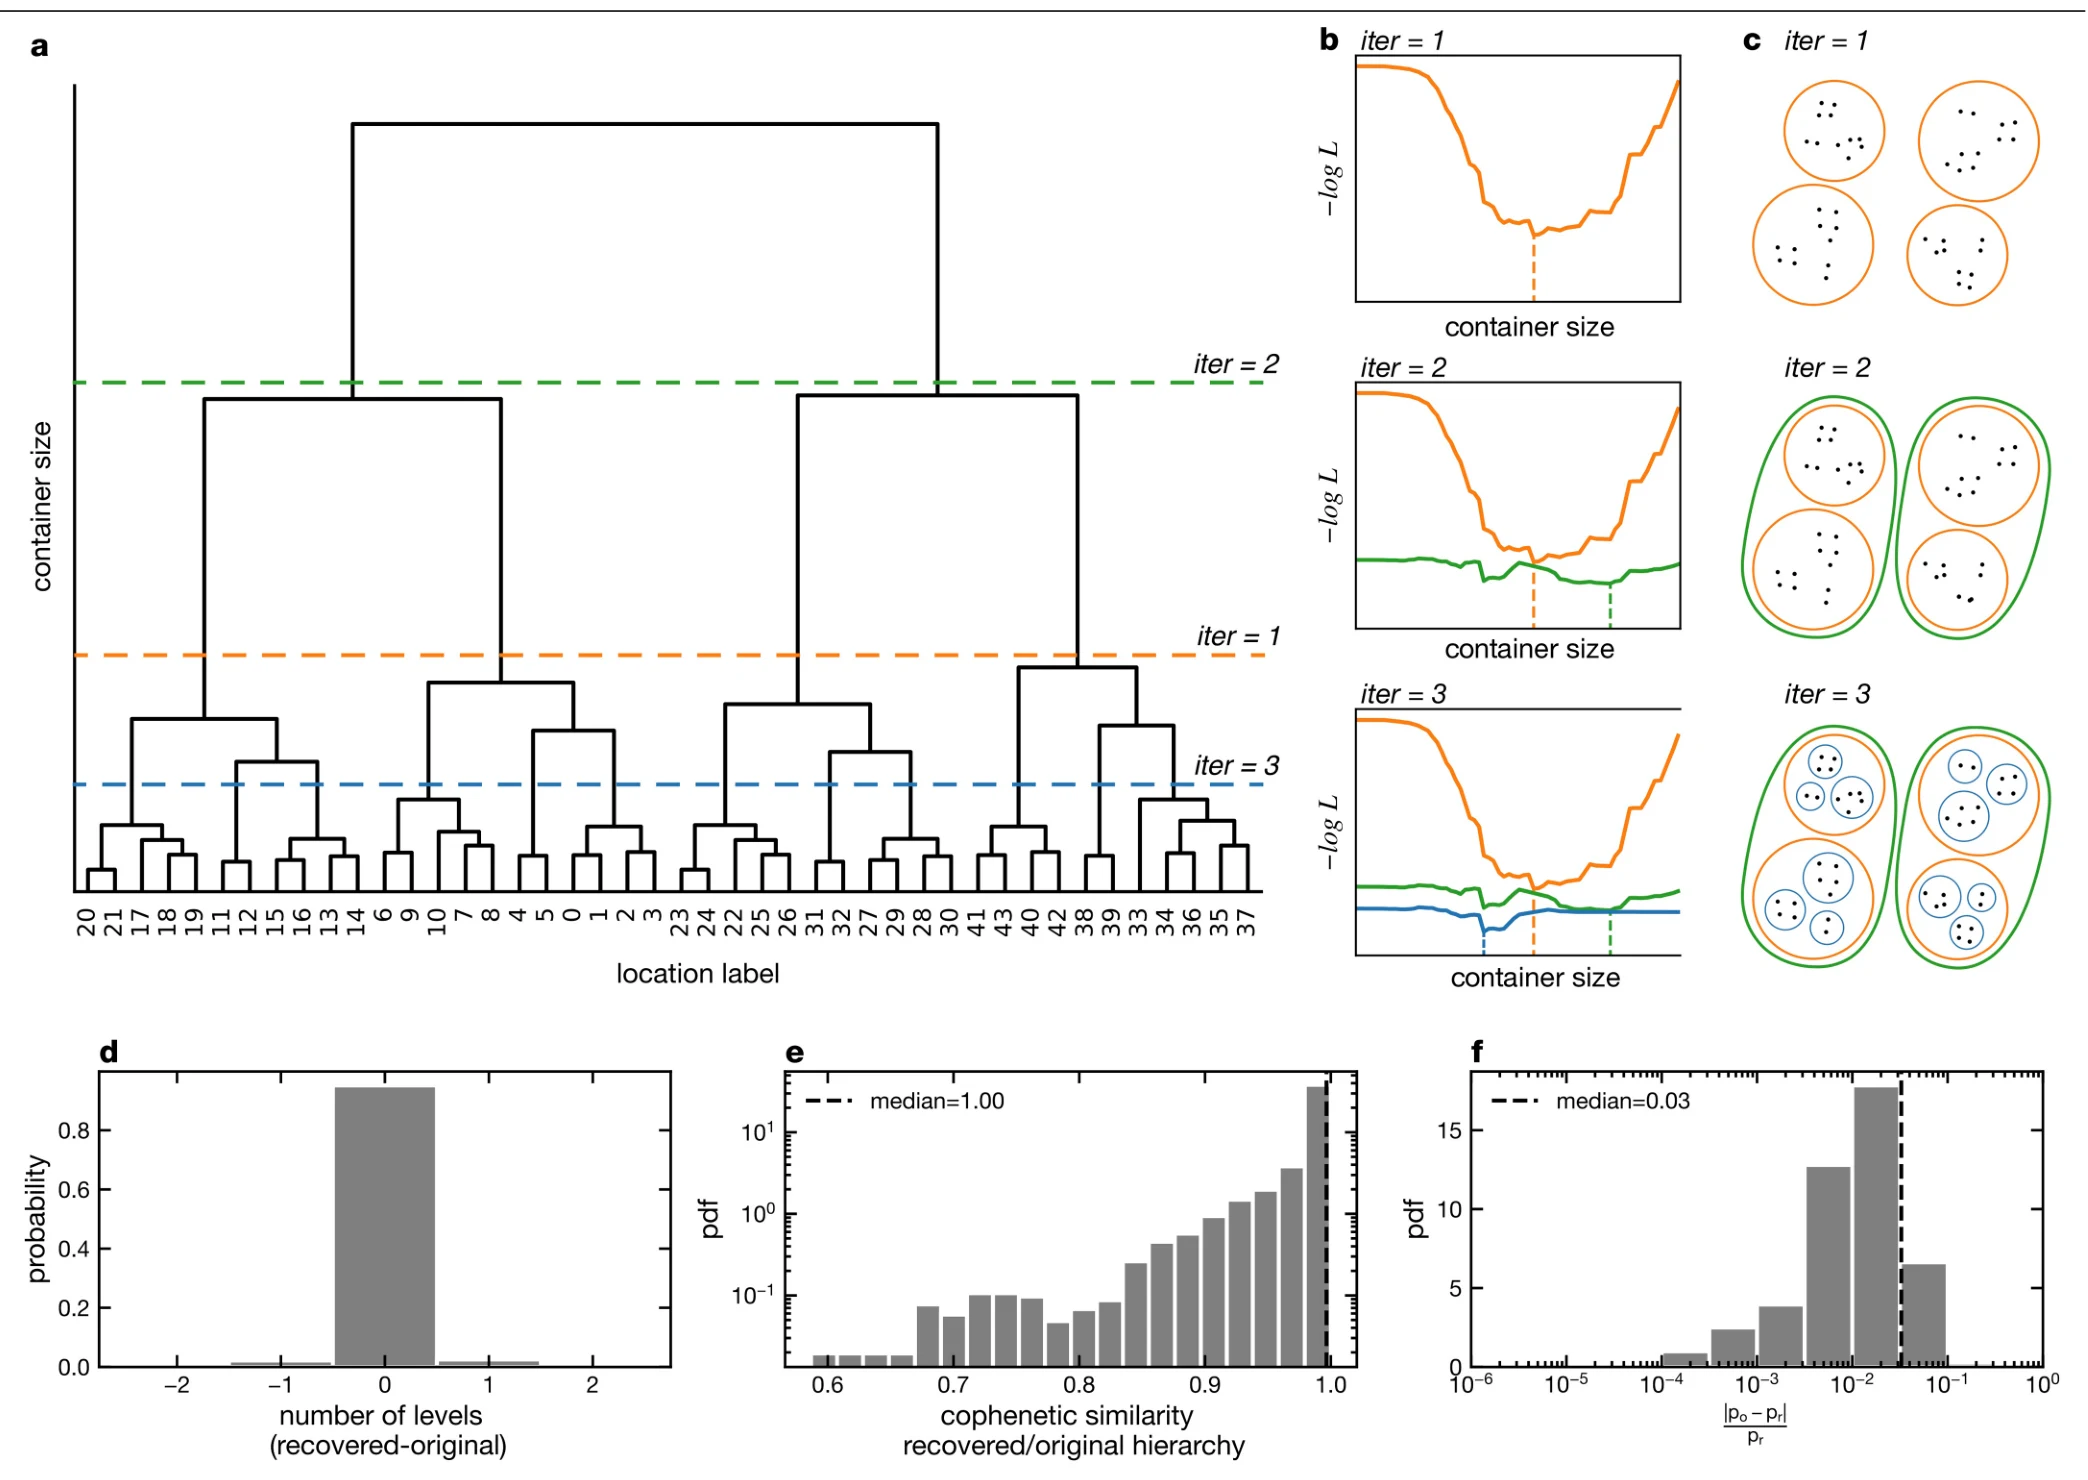 a
container size
iter = 2
iter = 1
iter = 3
20 21 17 18 19 11 12 15 16 13 14 6 9 10 7 8 4 5 0 1 2 3 23 24 22 25 26 31 32 27 29 28 30 41 43 40 42 38 39 33 34 36 35 37
location label
b iter = 1
−log L
container size
iter = 2
−log L
container size
iter = 3
−log L
container size
c iter = 1
iter = 2
iter = 3
d
probability
0.8
0.6
0.4
0.2
0.0
−2 −1 0 1 2
number of levels
(recovered-original)
e
median=1.00
pdf
10¹
10⁰
10⁻¹
0.6 0.7 0.8 0.9 1.0
cophenetic similarity
recovered/original hierarchy
f
median=0.03
pdf
15
10
5
0
10⁻⁶ 10⁻⁵ 10⁻⁴ 10⁻³ 10⁻² 10⁻¹ 10⁰
|pₒ − pᵣ|
pᵣ